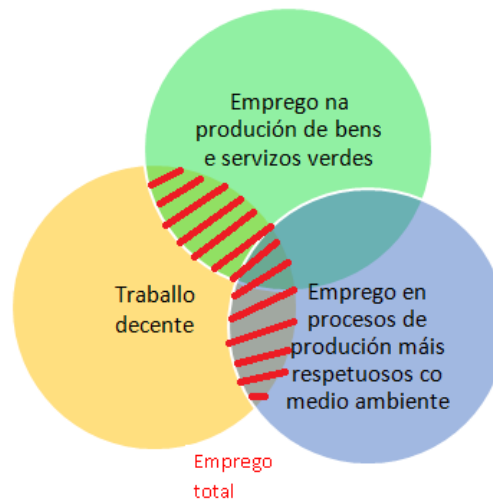 Emprego na
produción de bens
e servizos verdes
Traballo
decente
Emprego en
procesos de
produción máis
respetuosos co
medio ambiente
Emprego
total